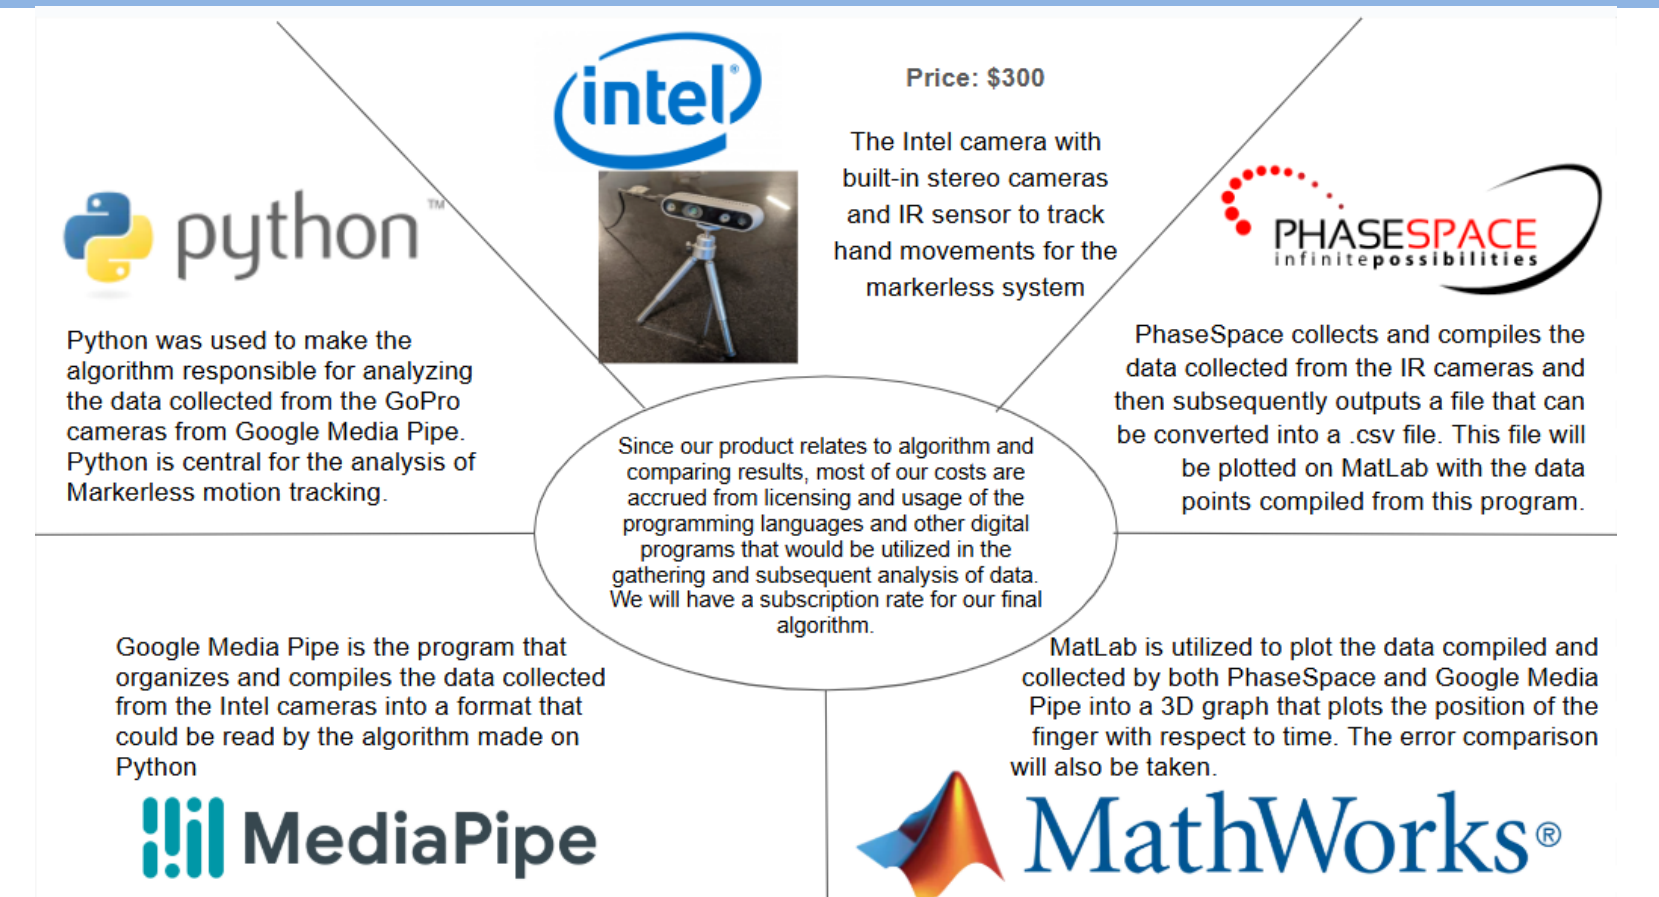 intel®
Price: $300
The Intel camera with
built-in stereo cameras
and IR sensor to track
hand movements for the
markerless system
python™
Python was used to make the
algorithm responsible for analyzing
the data collected from the GoPro
cameras from Google Media Pipe.
Python is central for the analysis of
Markerless motion tracking.
PHASESPACE
infinitepossibilities
PhaseSpace collects and compiles the
data collected from the IR cameras and
then subsequently outputs a file that can
be converted into a .csv file. This file will
be plotted on MatLab with the data
points compiled from this program.
Since our product relates to algorithm and
comparing results, most of our costs are
accrued from licensing and usage of the
programming languages and other digital
programs that would be utilized in the
gathering and subsequent analysis of data.
We will have a subscription rate for our final
algorithm.
Google Media Pipe is the program that
organizes and compiles the data collected
from the Intel cameras into a format that
could be read by the algorithm made on
Python
MediaPipe
MatLab is utilized to plot the data compiled and
collected by both PhaseSpace and Google Media
Pipe into a 3D graph that plots the position of the
finger with respect to time. The error comparison
will also be taken.
MathWorks®